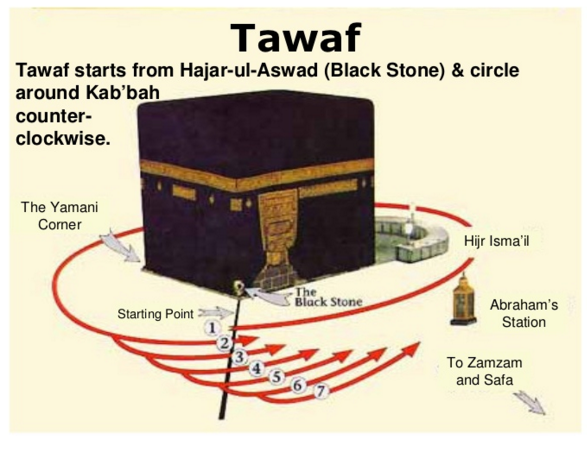 Tawaf
Tawaf starts from Hajar-ul-Aswad (Black Stone) & circle
around Kab'bah
counter-
clockwise.
The Yamani
Corner
Hijr Isma'il
The
Black Stone
Starting Point
Abraham's
Station
1
2
3
4
5
6
7
To Zamzam
and Safa